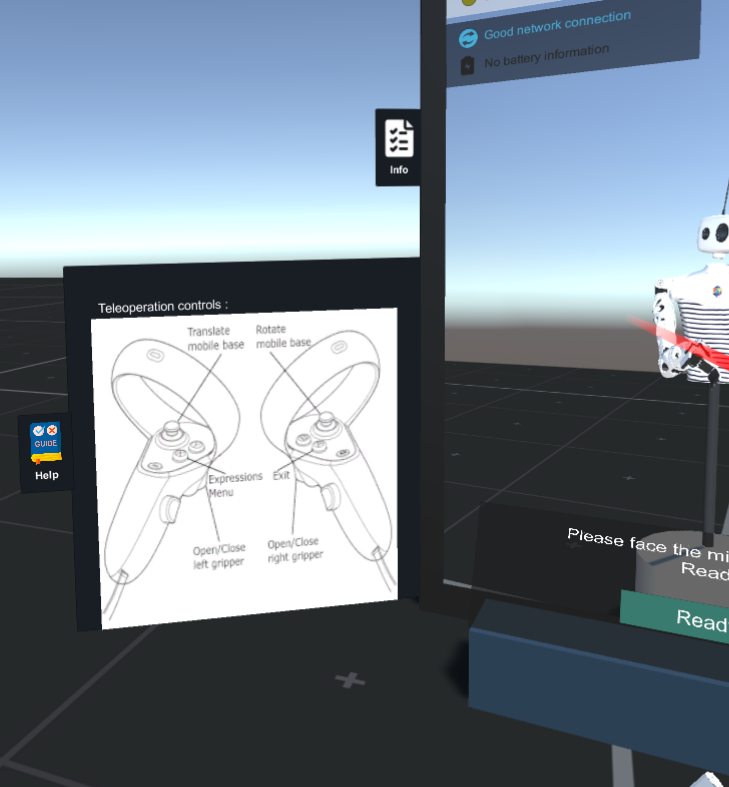 Good network connection
No battery information
Info
Teleoperation controls :
Translate
mobile base
Rotate
mobile base
GUIDE
Help
Expressions
Menu
Exit
Open/Close
left gripper
Open/Close
right gripper
Please face the mi
Read
Read